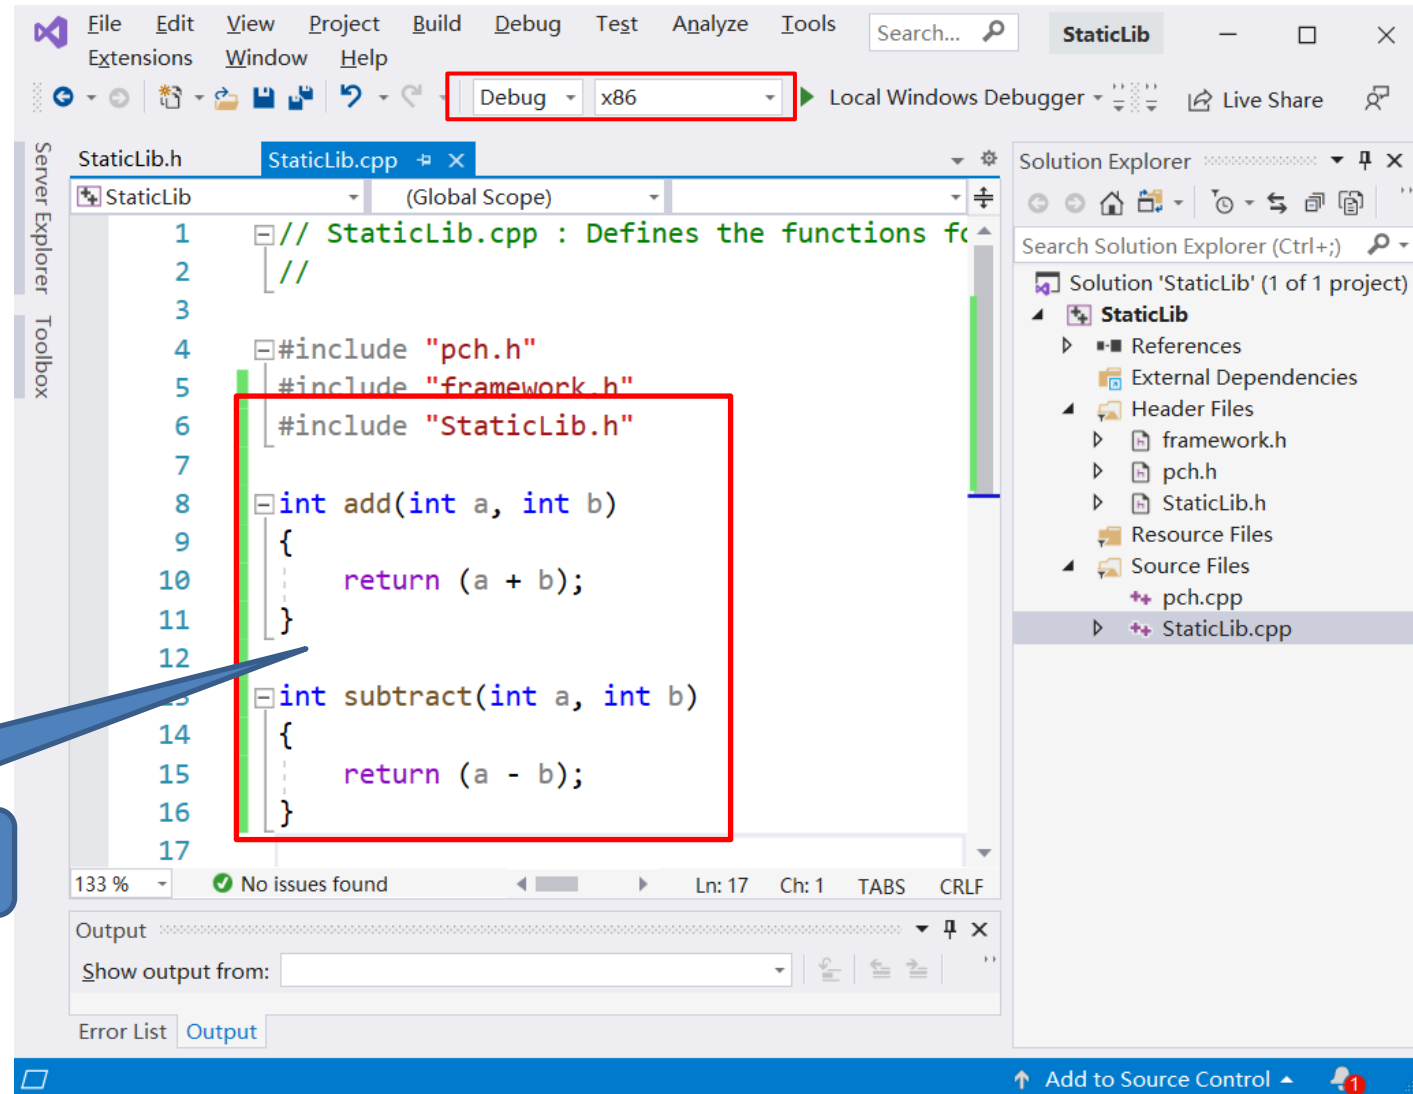 File Edit View Project Build Debug Test Analyze Tools Search... StaticLib
Extensions Window Help
Debug x86 Local Windows Debugger Live Share
Server Explorer
Toolbox
StaticLib.h StaticLib.cpp
StaticLib (Global Scope)
1 // StaticLib.cpp : Defines the functions
2 //
3
4 #include "pch.h"
5 #include "framework.h"
6 #include "StaticLib.h"
7
8 int add(int a, int b)
9 {
10 return (a + b);
11 }
12
13 int subtract(int a, int b)
14 {
15 return (a - b);
16 }
17
133 % No issues found Ln: 17 Ch: 1 TABS CRLF
Output
Show output from:
Error List Output
Solution Explorer
Search Solution Explorer (Ctrl+;)
Solution 'StaticLib' (1 of 1 project)
StaticLib
References
External Dependencies
Header Files
framework.h
pch.h
StaticLib.h
Resource Files
Source Files
pch.cpp
StaticLib.cpp
Add to Source Control 1